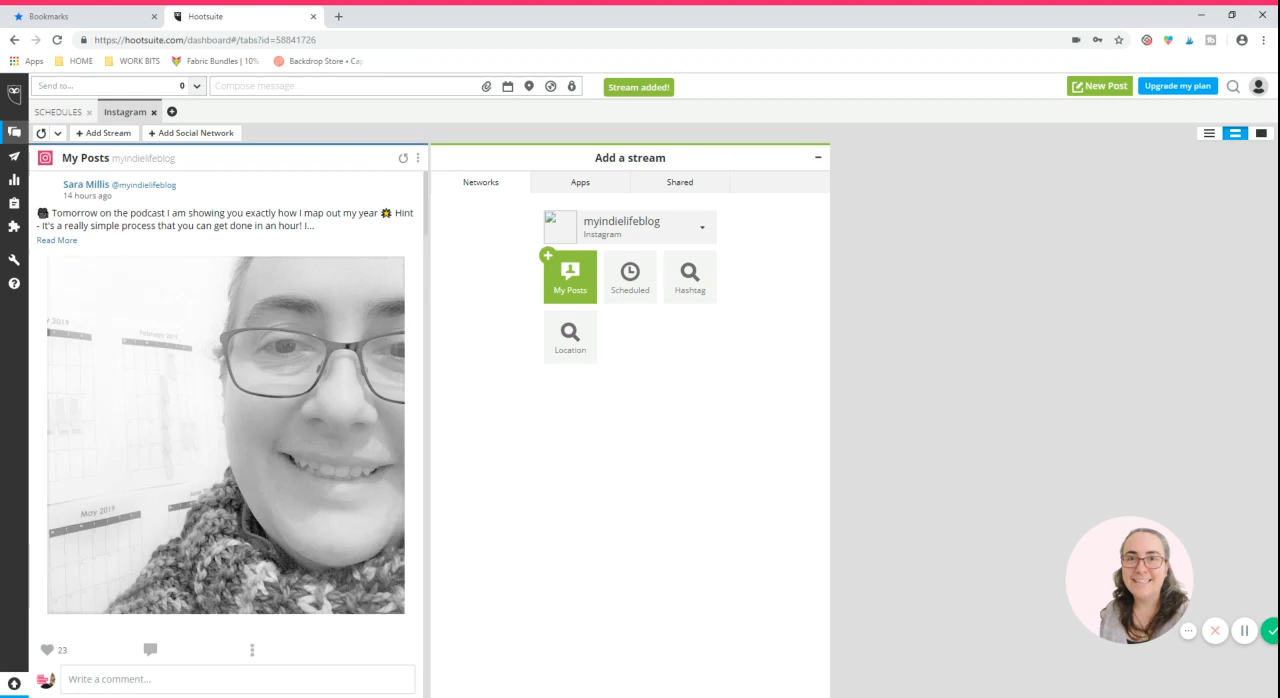 Bookmarks
Hootsuite
https://hootsuite.com/dashboard#/tabs?id=58841726
Apps HOME WORK BITS Fabric Bundles | 10% Backdrop Store • Ca
Send to... 0 Compose message... Stream added! New Post Upgrade my plan
SCHEDULES Instagram
+ Add Stream + Add Social Network
My Posts myindielifeblog
Sara Millis @myindielifeblog
14 hours ago
Tomorrow on the podcast I am showing you exactly how I map out my year Hint
- It's a really simple process that you can get done in an hour! I...
Read More
2019
February 2019
May 2019
23
Write a comment...
Add a stream
Networks Apps Shared
myindielifeblog
Instagram
My Posts Scheduled Hashtag
Location